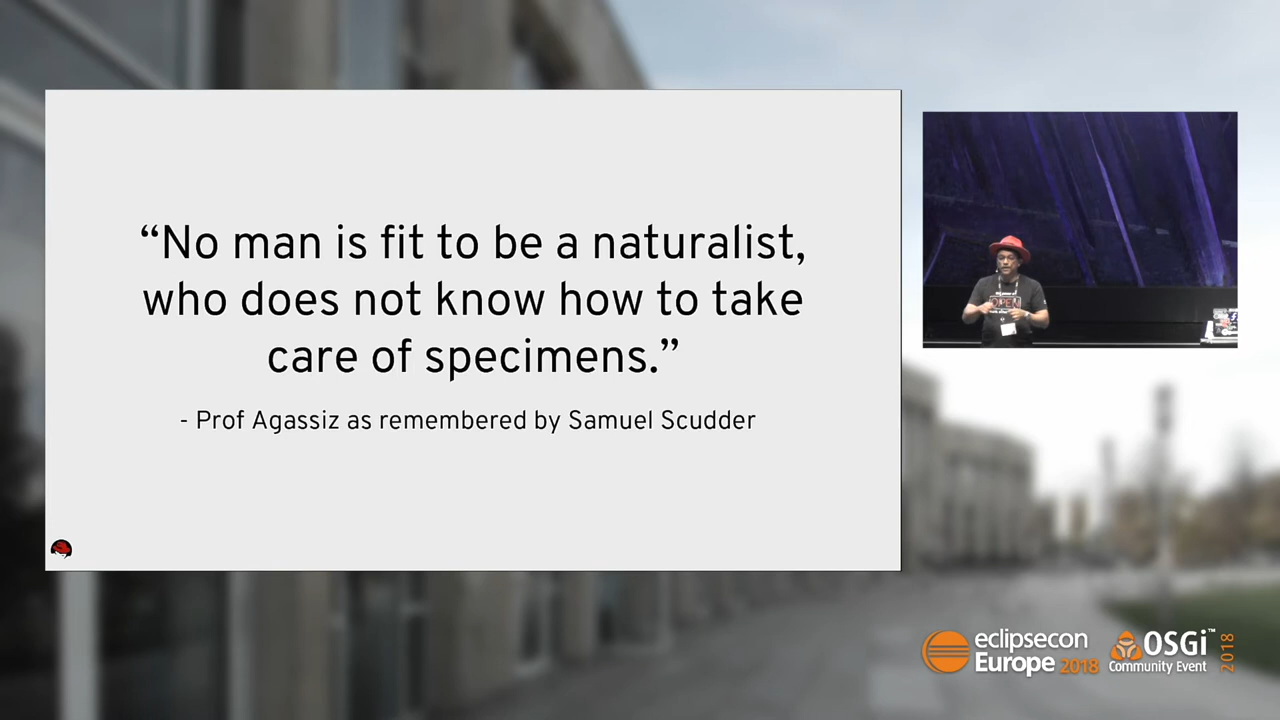 “No man is fit to be a naturalist,
who does not know how to take
care of specimens.”
- Prof Agassiz as remembered by Samuel Scudder
eclipsecon
Europe 2018
OSGi™
Community Event
2018